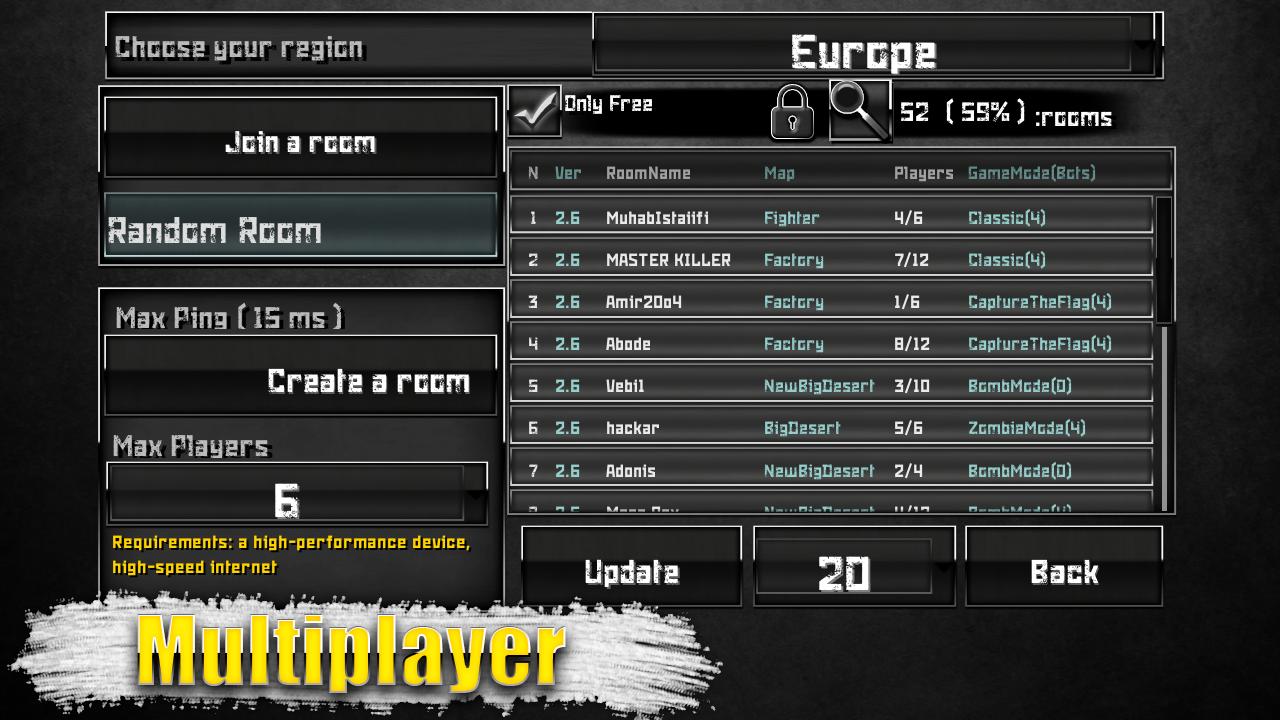 Choose your region
Europe
Join a room
Random Room
Only Free
52 ( 55% ) :rooms
N Ver RoomName Map Players GameMode(Bots)
1 2.6 MuhabIstaiifi Fighter 4/6 Classic(4)
2 2.6 MASTER KILLER Factory 7/12 Classic(4)
3 2.6 Amir20o4 Factory 1/6 CaptureTheFlag(4)
4 2.6 Abode Factory 8/12 CaptureTheFlag(4)
5 2.6 Vebil NewBigDesert 3/10 BombMode(0)
6 2.6 hackar BigDesert 5/6 ZombieMode(4)
7 2.6 Adonis NewBigDesert 2/4 BombMode(0)
Max Ping ( 15 ms )
Create a room
Max Players
6
Requirements: a high-performance device,
high-speed internet
Update
20
Back
Multiplayer